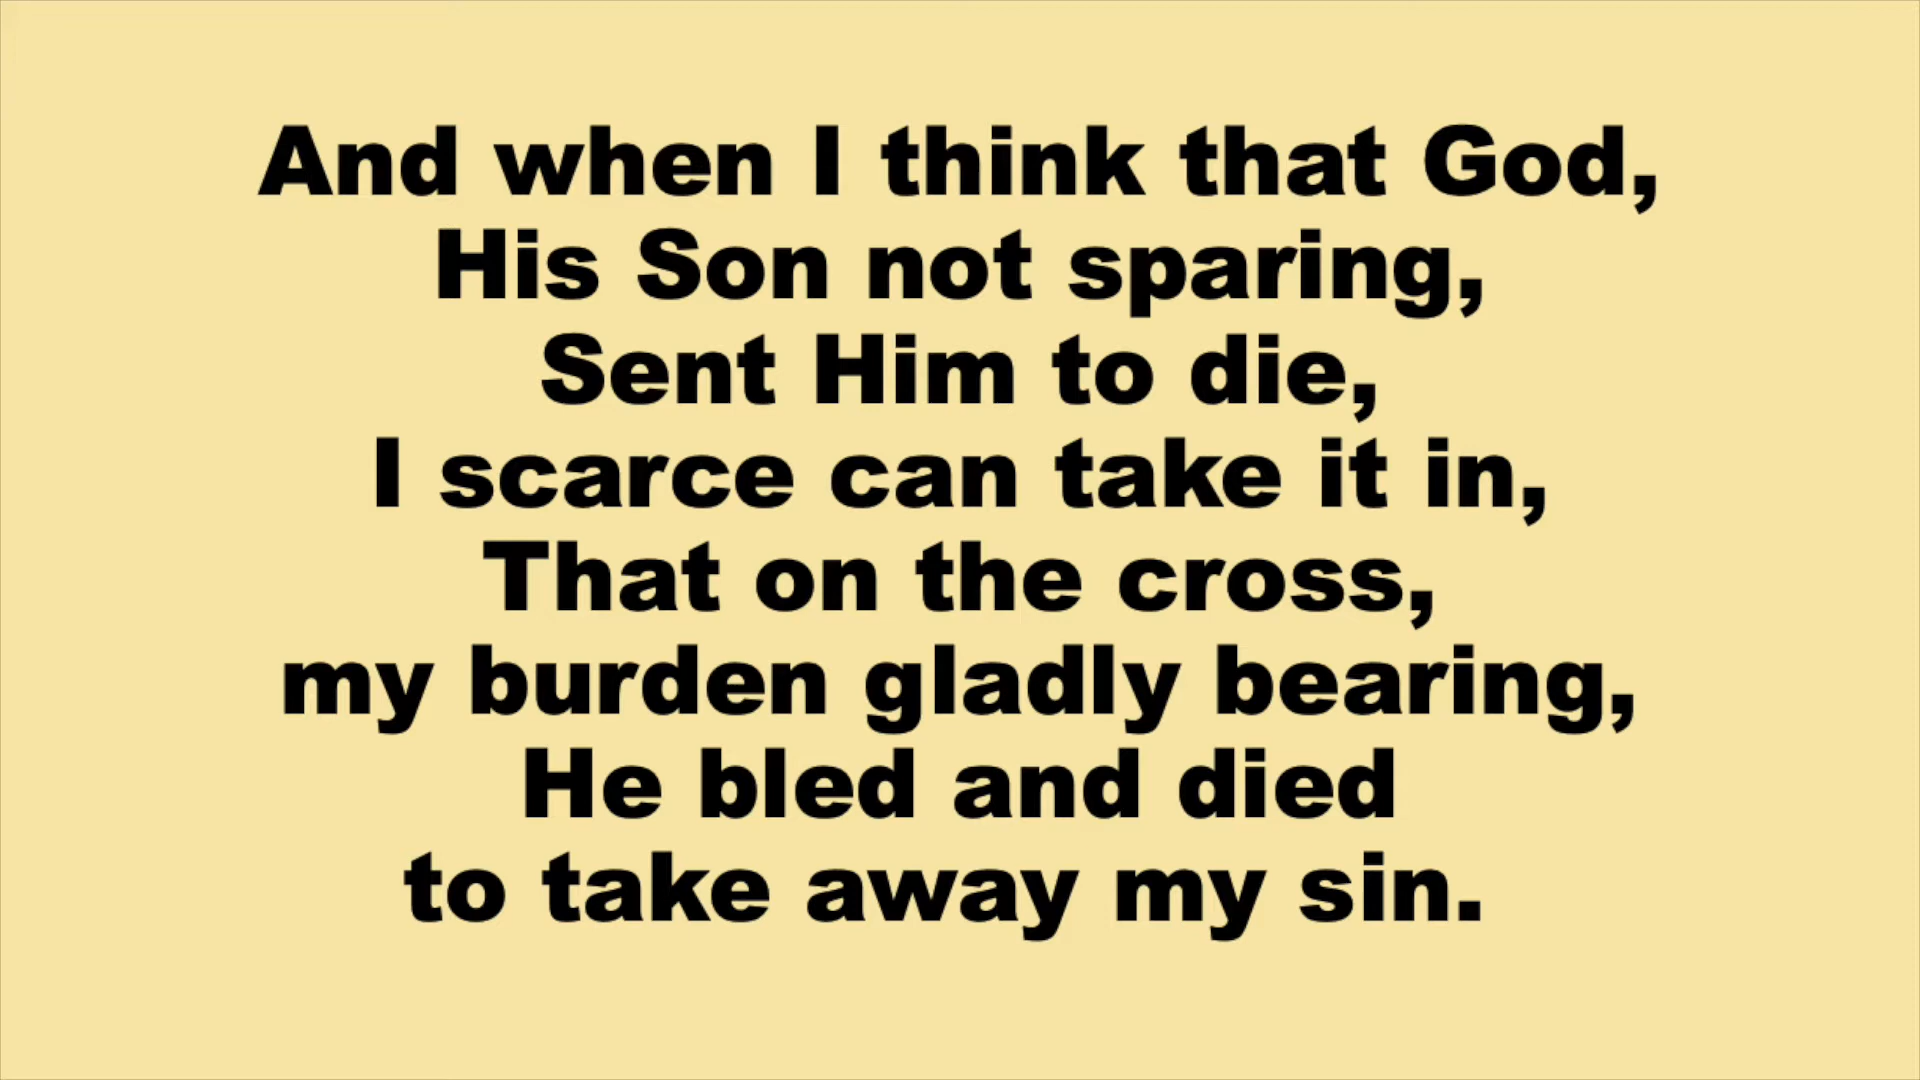 And when I think that God,
His Son not sparing,
Sent Him to die,
I scarce can take it in,
That on the cross,
my burden gladly bearing,
He bled and died
to take away my sin.